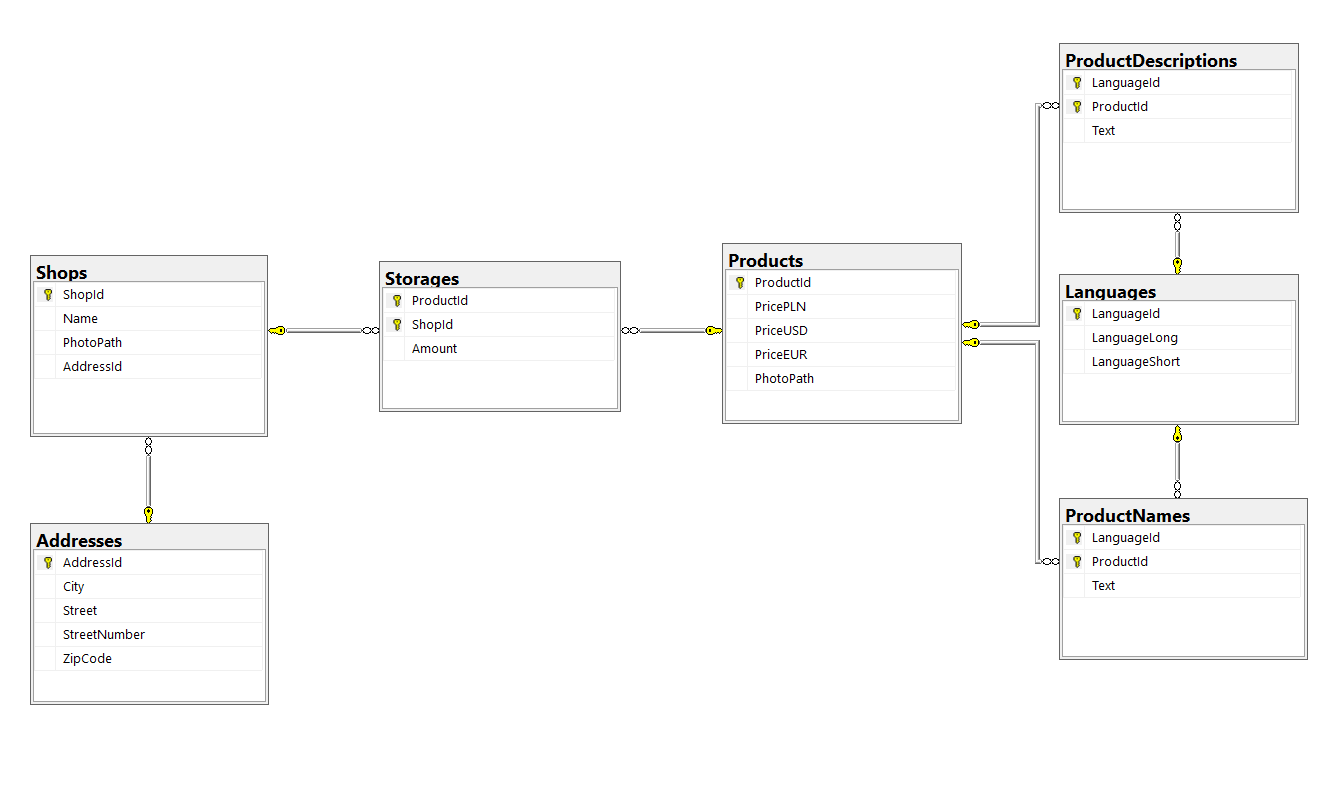 Shops
ShopId
Name
PhotoPath
AddressId
Addresses
AddressId
City
Street
StreetNumber
ZipCode
Storages
ProductId
ShopId
Amount
Products
ProductId
PricePLN
PriceUSD
PriceEUR
PhotoPath
ProductDescriptions
LanguageId
ProductId
Text
Languages
LanguageId
LanguageLong
LanguageShort
ProductNames
LanguageId
ProductId
Text